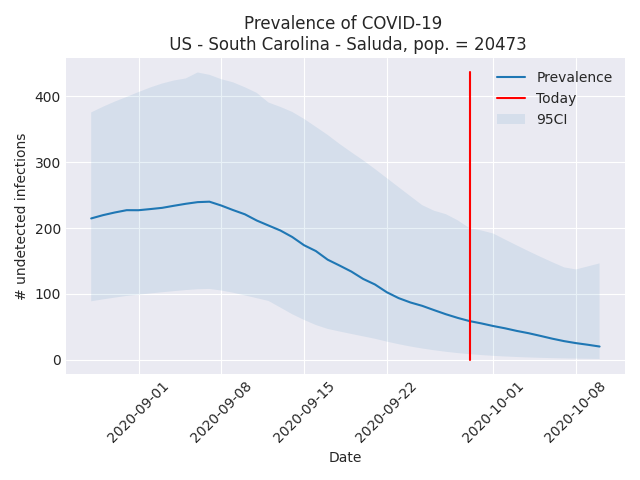 Prevalence of COVID-19
US - South Carolina - Saluda, pop. = 20473
Prevalence
Today
95CI
# undetected infections
400
300
200
100
0
2020-09-01
2020-09-08
2020-09-15
2020-09-22
2020-10-01
2020-10-08
Date